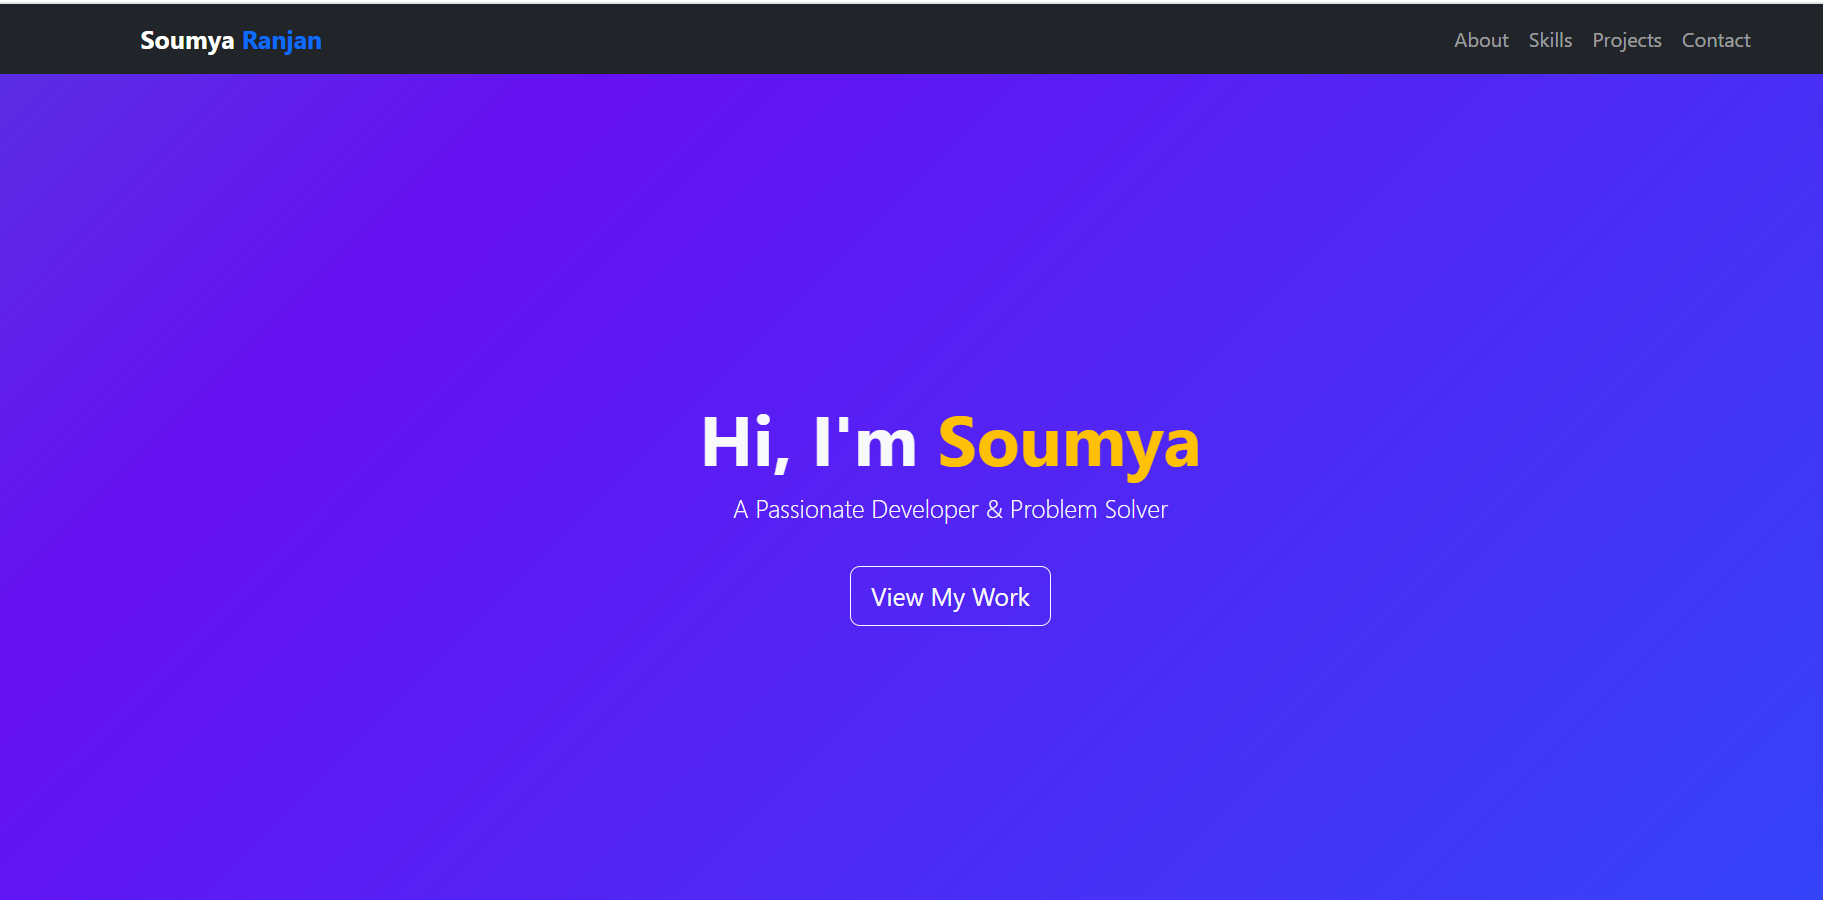 Soumya Ranjan
About Skills Projects Contact
Hi, I'm Soumya
A Passionate Developer & Problem Solver
View My Work